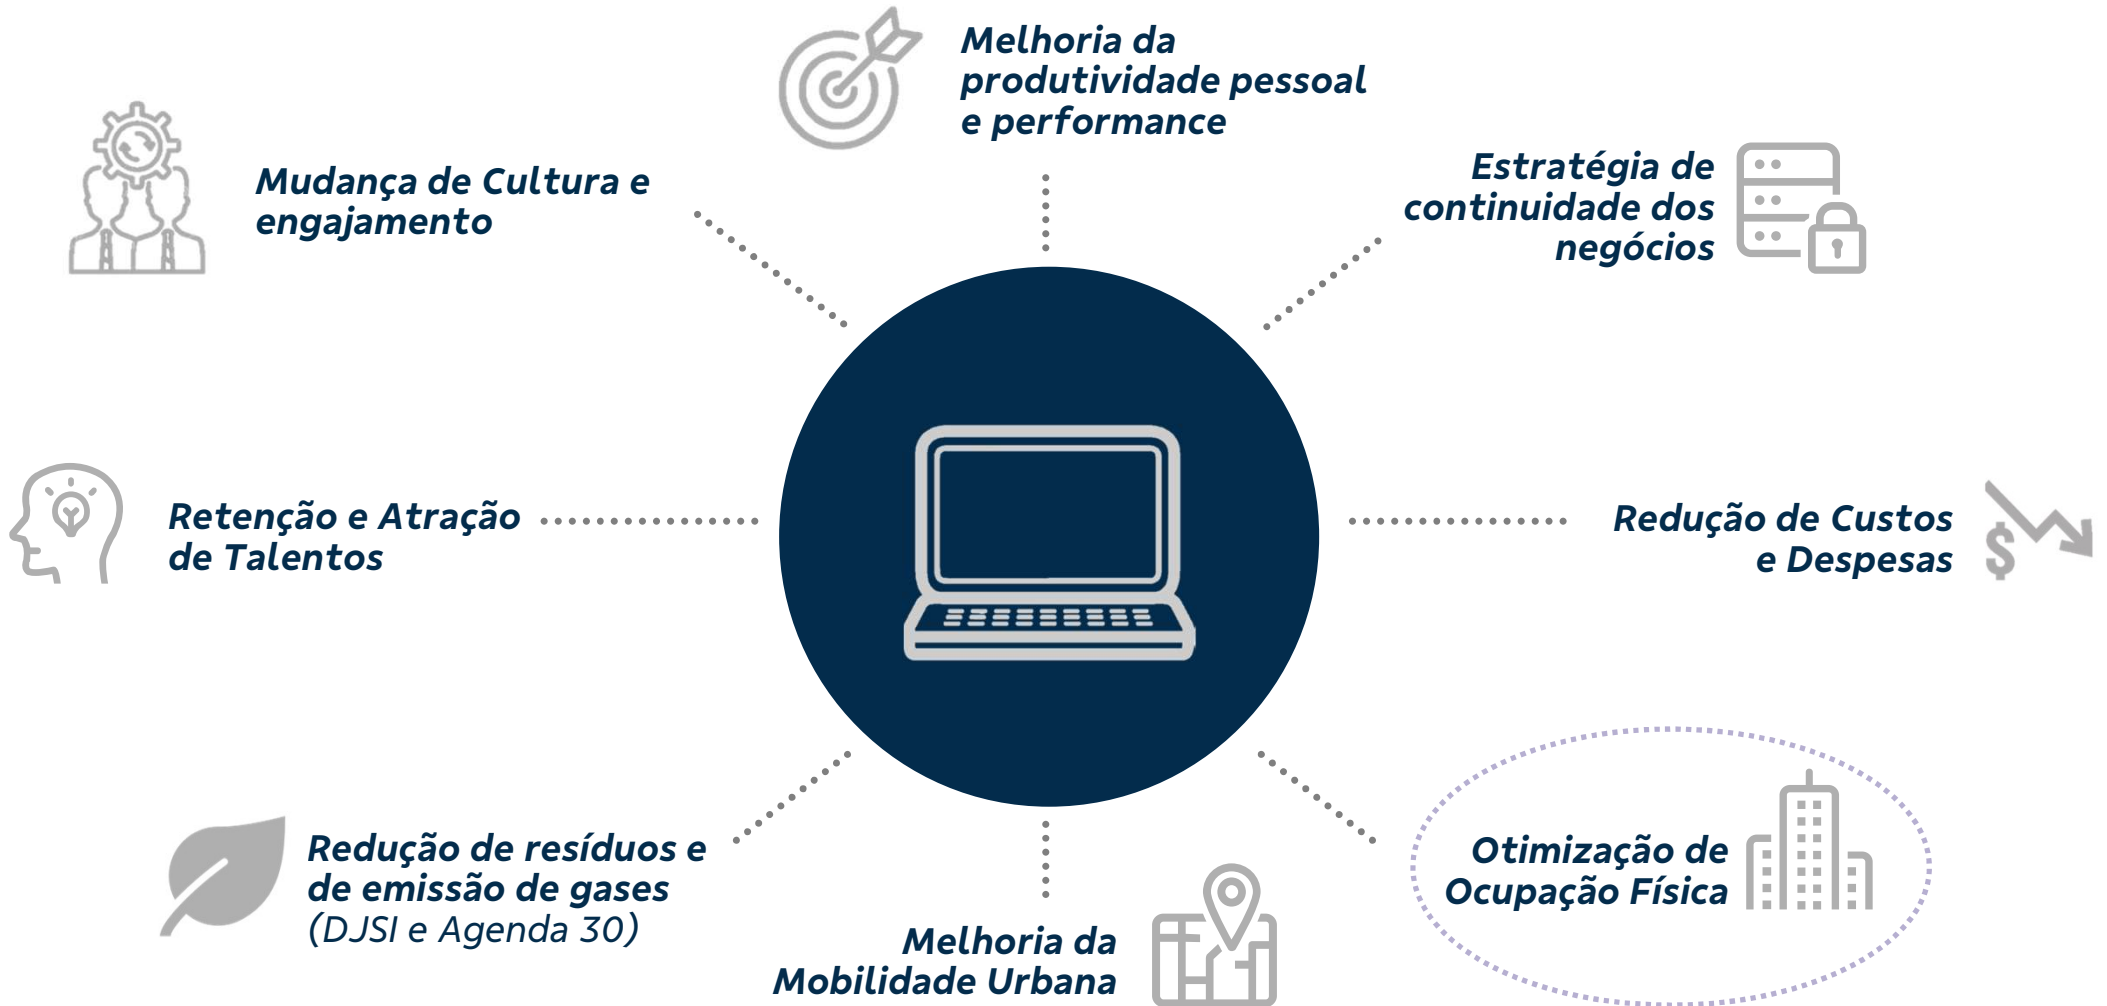 Melhoria da
produtividade pessoal
e performance
Mudança de Cultura e
engajamento
Estratégia de
continuidade dos
negócios
Retenção e Atração
de Talentos
Redução de Custos
e Despesas
$
Redução de resíduos e
de emissão de gases
(DJSI e Agenda 30)
Otimização de
Ocupação Física
Melhoria da
Mobilidade Urbana